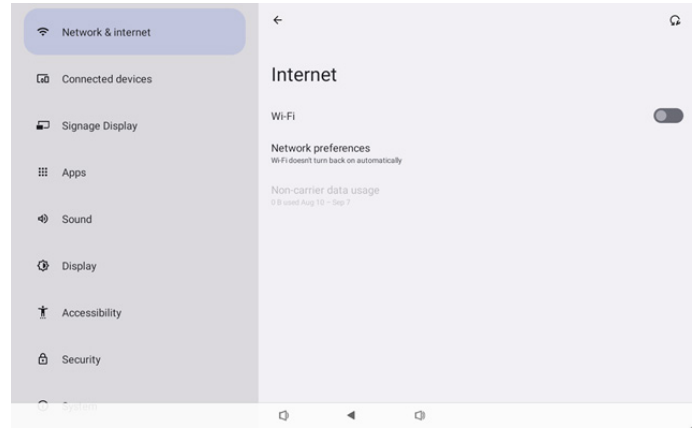 Network & internet
Connected devices
Signage Display
Apps
Sound
Display
Accessibility
Security
System
Internet
Wi-Fi
Network preferences
Wi-Fi doesn't turn back on automatically
Non-carrier data usage
0 B used Aug 10 – Sep 7